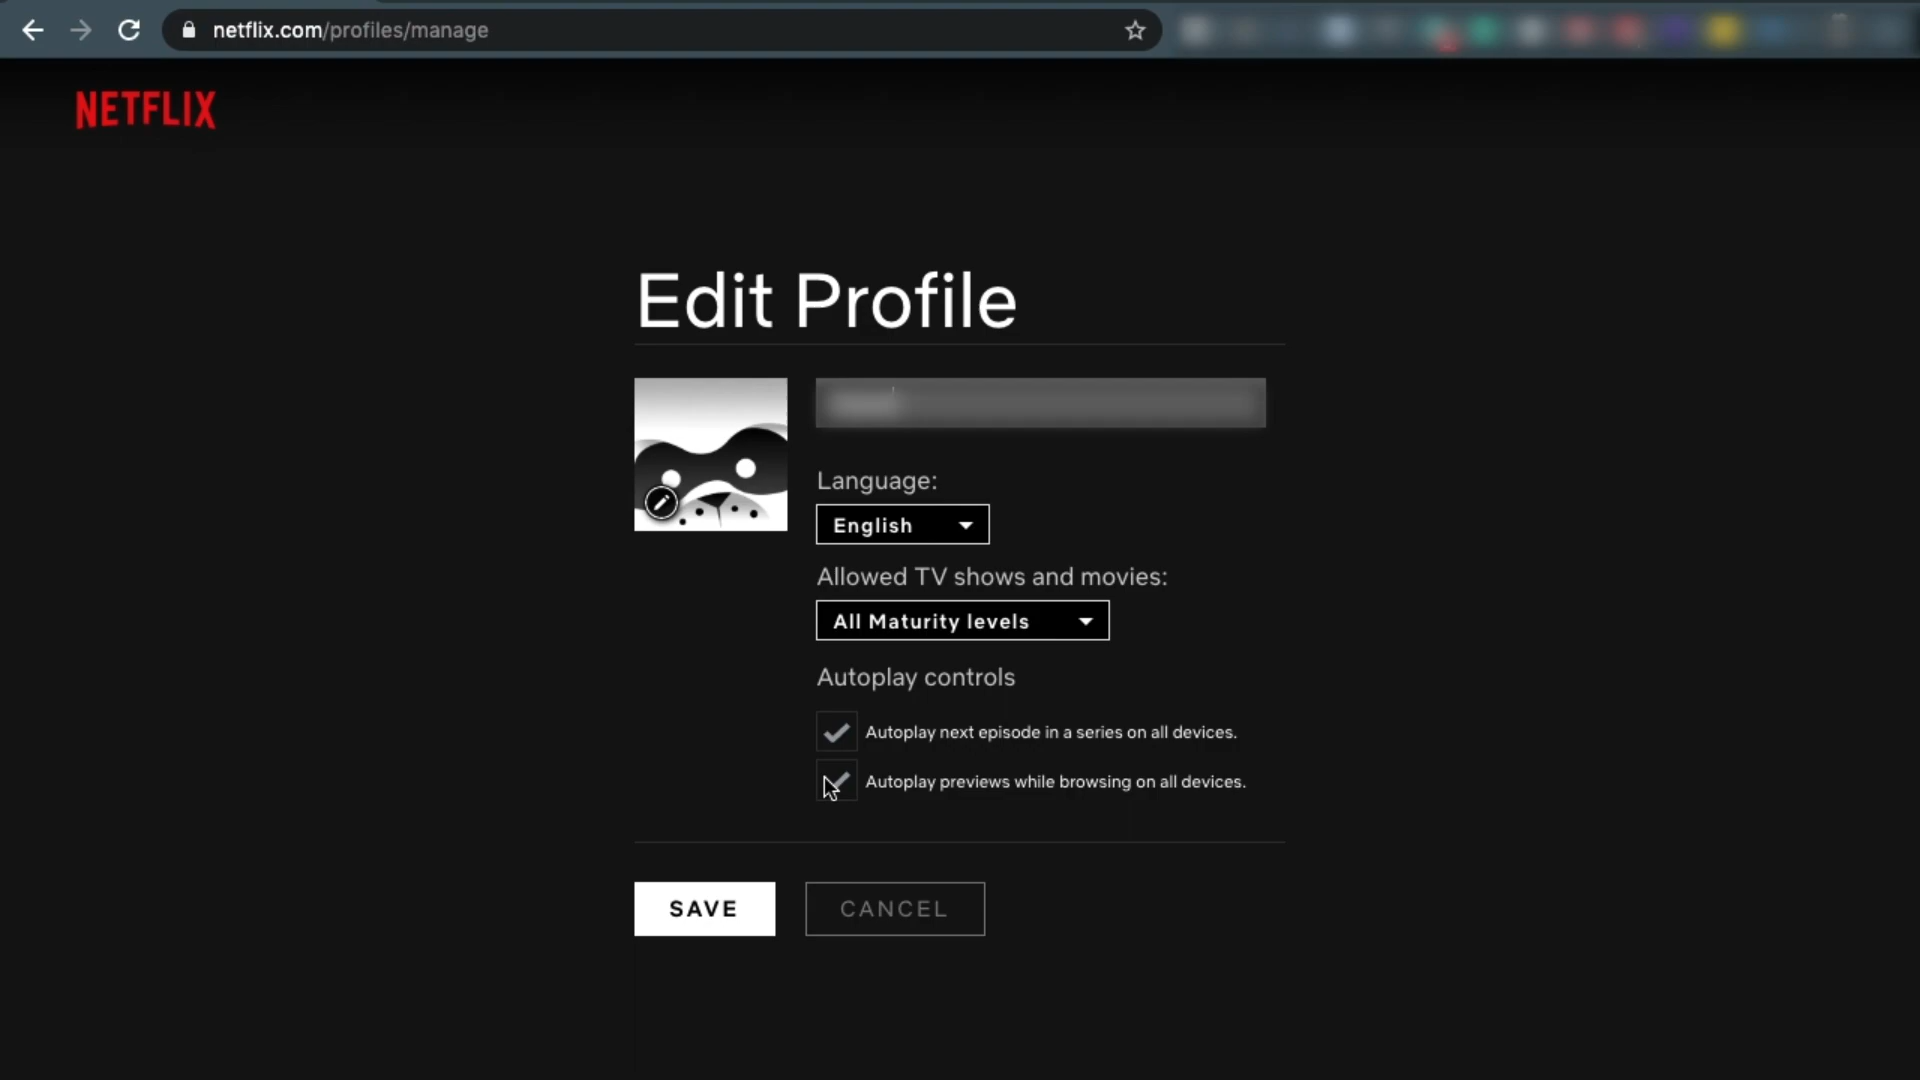 netflix.com/profiles/manage
NETFLIX
Edit Profile
Language:
English
Allowed TV shows and movies:
All Maturity levels
Autoplay controls
Autoplay next episode in a series on all devices.
Autoplay previews while browsing on all devices.
SAVE
CANCEL